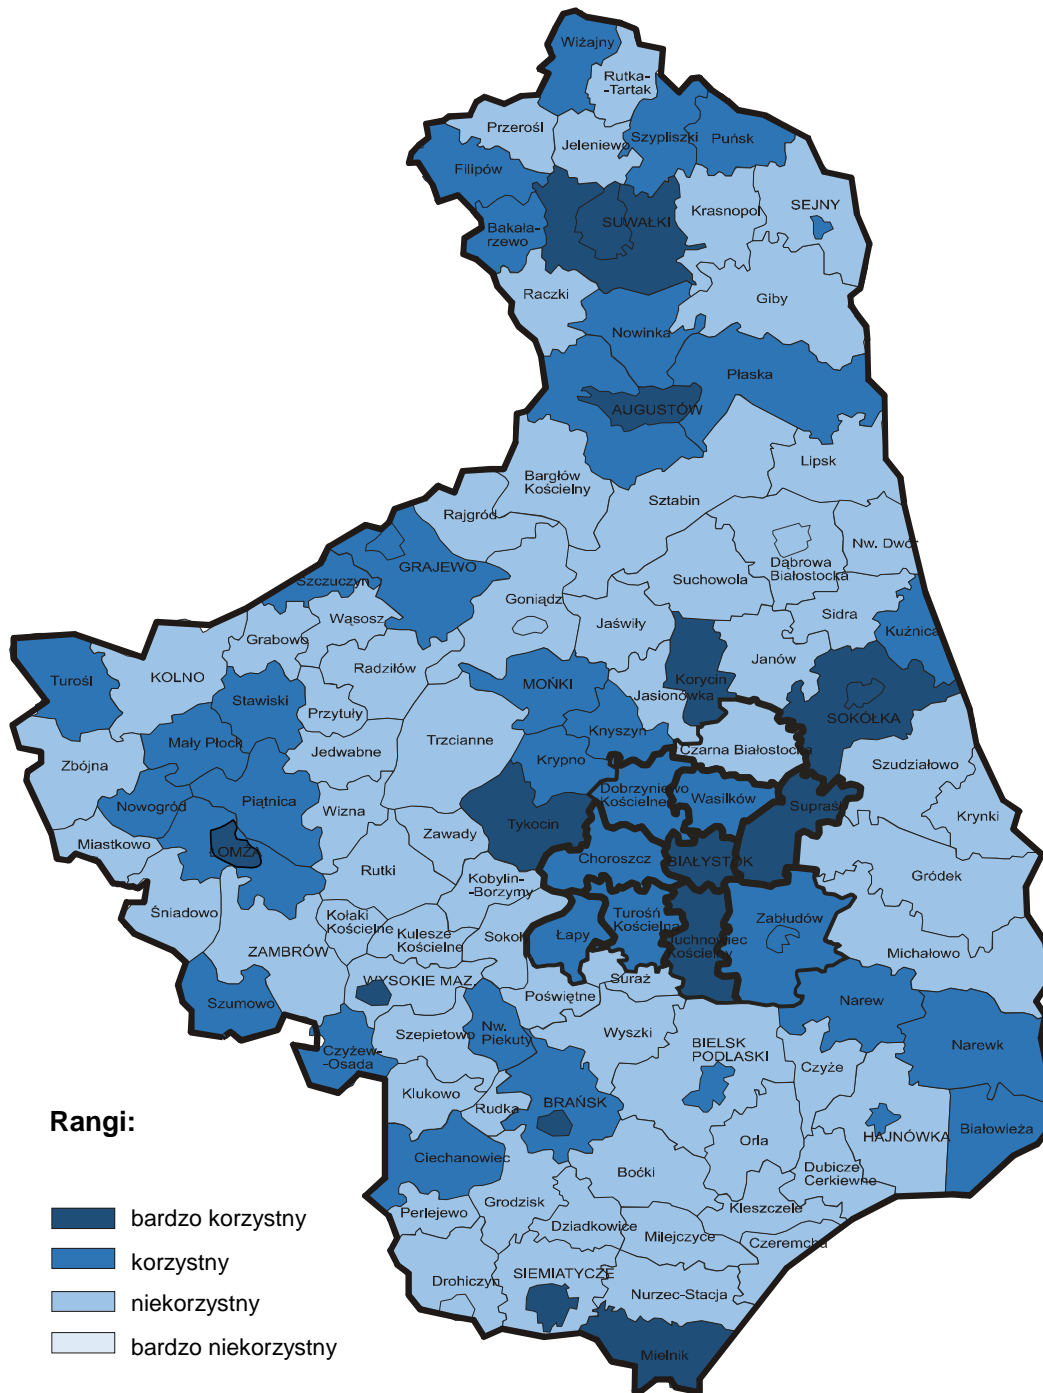 Wiżajny
Rutka-
-Tartak
Przerośl
Jeleniewo
Szypliszki
Puńsk
Filipów
SUWAŁKI
Krasnopol
SEJNY
Bakała-
rzewo
Raczki
Giby
Nowinka
Płaska
AUGUSTÓW
Bargłów
Kościelny
Lipsk
Sztabin
Rajgród
Nw. Dwór
GRAJEWO
Szczuczyn
Suchowola
Dąbrowa
Białostocka
Goniądz
Wąsosz
Jaświły
Sidra
Kuźnica
Grabowo
Radziłów
Janów
KOLNO
Turośl
Korycin
Stawiski
MOŃKI
Jasionówka
SOKÓŁKA
Przytuły
Knyszyn
Mały Płock
Jedwabne
Trzcianne
Czarna Białostocka
Zbójna
Krypno
Szudziałowo
Nowogród
Piątnica
Dobrzyniewo
Kościelne
Wasilków
Supraśl
Wizna
Krynki
Tykocin
Zawady
Miastkowo
ŁOMŻA
Choroszcz
BIAŁYSTOK
Rutki
Kobylin-
-Borzymy
Gródek
Śniadowo
Kołaki
Kościelne
Kulesze
Kościelne
Sokoły
Łapy
Turośń
Kościelna
Juchnowiec
Kościelny
Zabłudów
ZAMBRÓW
Michałowo
WYSOKIE MAZ.
Suraż
Poświętne
Szumowo
Narew
Szepietowo
Nw.
Piekuty
Wyszki
BIELSK
PODLASKI
Narewk
Czyżew-
-Osada
Czyże
Klukowo
Rudka
BRAŃSK
HAJNÓWKA
Białowieża
Orla
Ciechanowiec
Boćki
Dubicze
Cerkiewne
Grodzisk
Kleszczele
Perlejewo
Dziadkowice
Milejczyce
Czeremcha
Drohiczyn
SIEMIATYCZE
Nurzec-Stacja
Mielnik
Rangi:
bardzo korzystny
korzystny
niekorzystny
bardzo niekorzystny